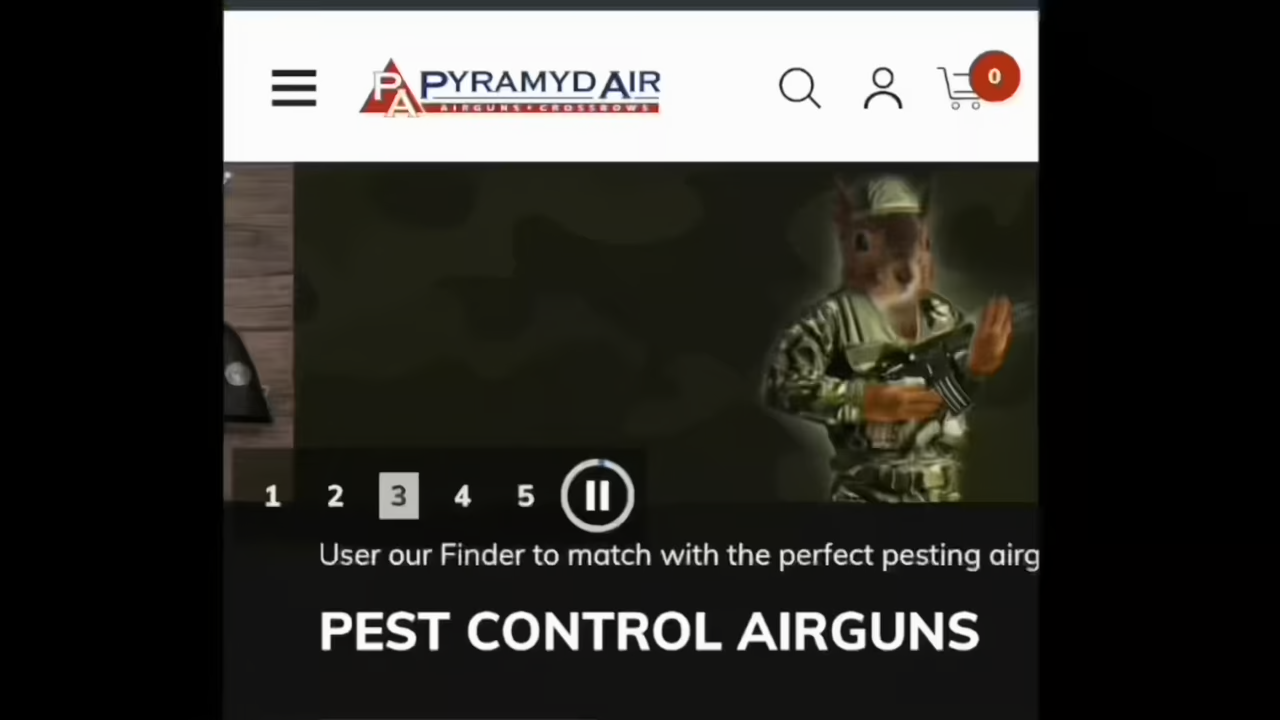 PA PYRAMYDAIR
AIRGUNS • CROSSBOWS
0
1 2 3 4 5
User our Finder to match with the perfect pesting airg
PEST CONTROL AIRGUNS